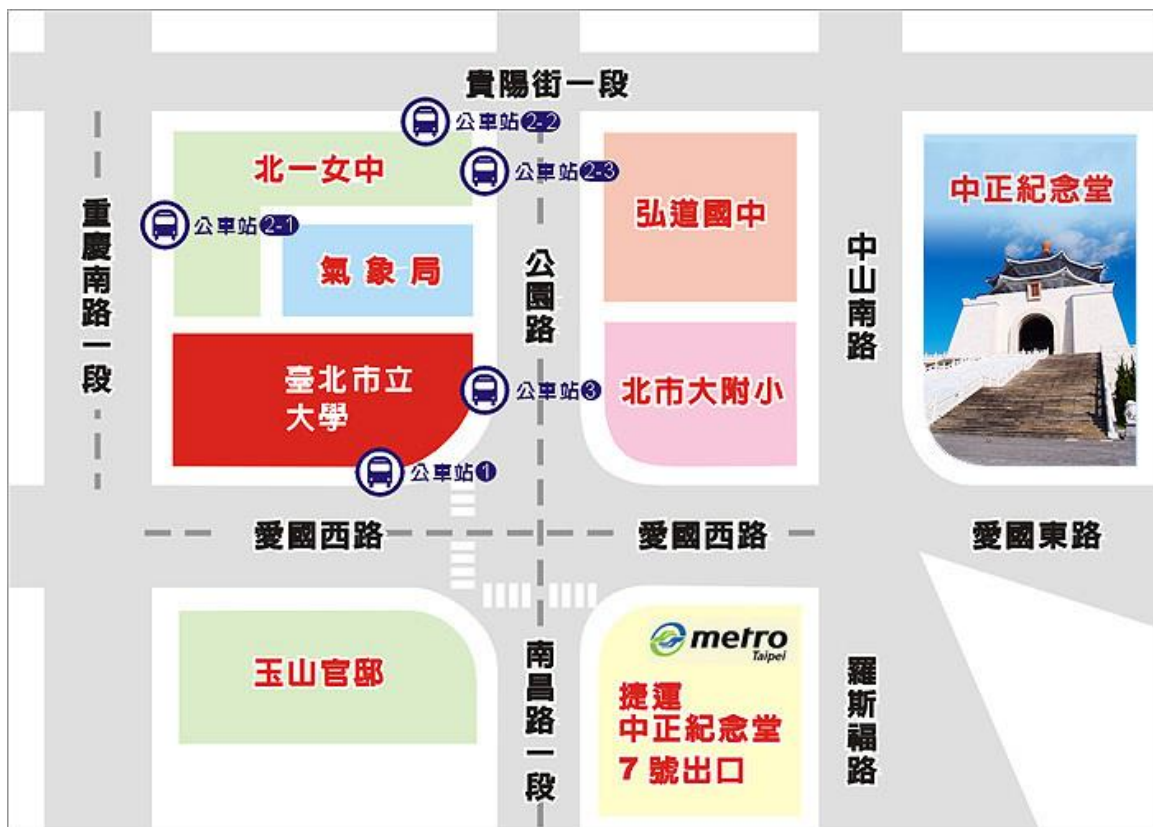 貴陽街一段
公車站2-2
北一女中
公車站2-3
弘道國中
中正紀念堂
重慶南路一段
公車站2-1
氣象局
公園路
中山南路
臺北市立
大學
公車站3
北市大附小
公車站1
愛國西路
愛國西路
愛國東路
玉山官邸
南昌路一段
metro
Taipei
捷運
中正紀念堂
7號出口
羅斯福路